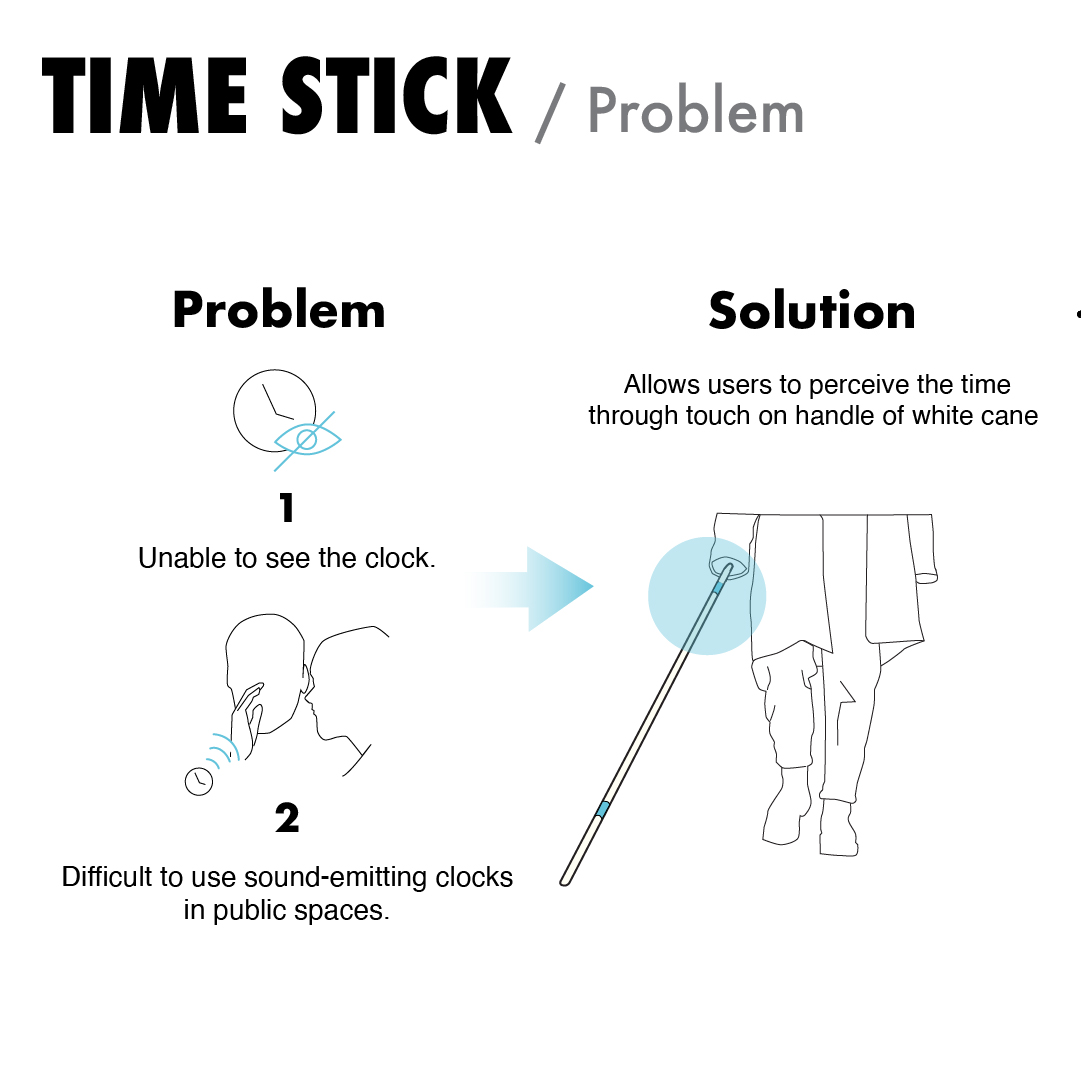 TIME STICK / Problem
Problem
1
Unable to see the clock.
2
Difficult to use sound-emitting clocks
in public spaces.
Solution
Allows users to perceive the time
through touch on handle of white cane